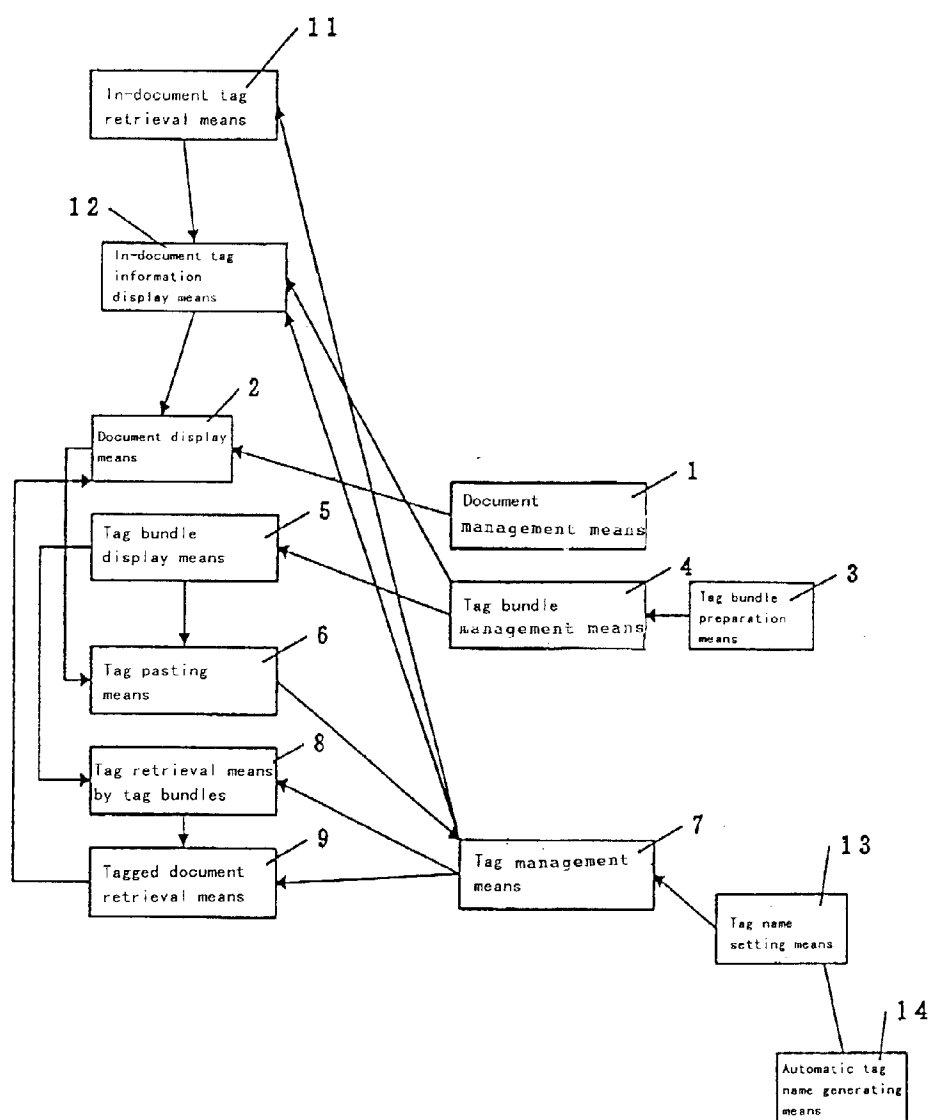 11
In-document tag
retrieval means
12
In-document tag
information
display means
2
Document display
means
1
Document
management means
5
Tag bundle
display means
4
Tag bundle
management means
3
Tag bundle
preparation
means
6
Tag pasting
means
8
Tag retrieval means
by tag bundles
7
Tag management
means
9
Tagged document
retrieval means
13
Tag name
setting means
14
Automatic tag
name generating
means